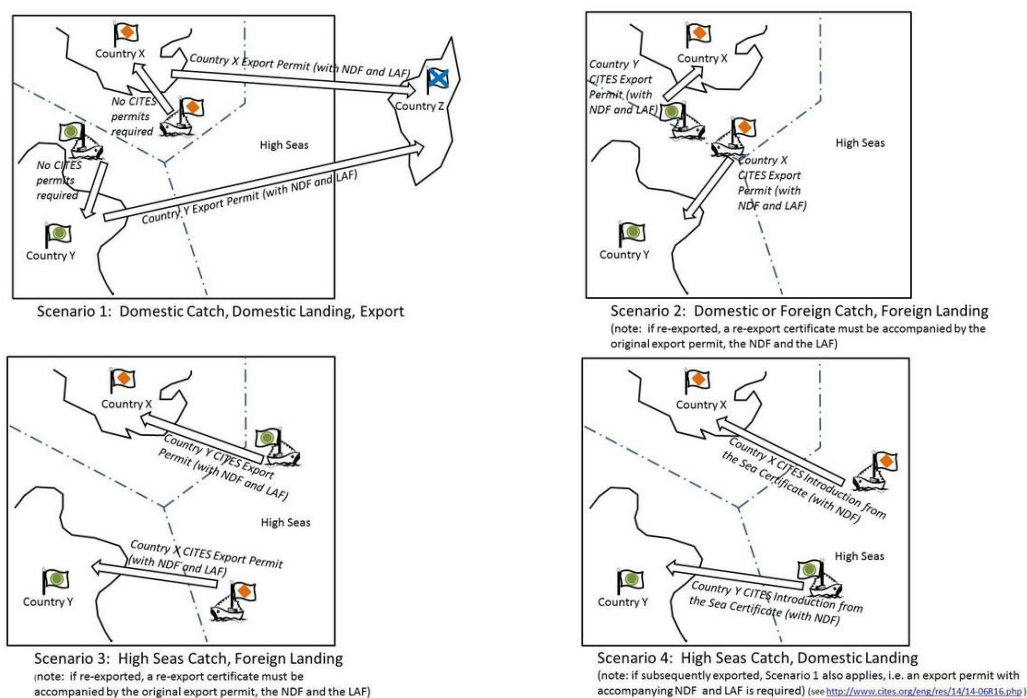 Country X
Country X Export Permit (with NDF and LAF)
Country Z
No CITES
permits
required
High Seas
No CITES
permits
required
Country Y Export Permit (with NDF and LAF)
Country Y
Scenario 1: Domestic Catch, Domestic Landing, Export
Country X
Country Y
CITES Export
Permit (with
NDF and LAF)
High Seas
Country X
CITES Export
Permit (with
NDF and LAF)
Country Y
Scenario 2: Domestic or Foreign Catch, Foreign Landing
(note: if re-exported, a re-export certificate must be accompanied by the
original export permit, the NDF and the LAF)
Country X
Country Y CITES Export
Permit (with NDF and LAF)
High Seas
Country X CITES Export Permit
(with NDF and LAF)
Country Y
Scenario 3: High Seas Catch, Foreign Landing
(note: if re-exported, a re-export certificate must be
accompanied by the original export permit, the NDF and the LAF)
Country X
Country X CITES Introduction from
the Sea Certificate (with NDF)
High Seas
Country Y CITES Introduction from
the Sea Certificate (with NDF)
Country Y
Scenario 4: High Seas Catch, Domestic Landing
(note: if subsequently exported, Scenario 1 also applies, i.e. an export permit with
accompanying NDF and LAF is required) (see http://www.cites.org/eng/res/14/14-06R16.php)